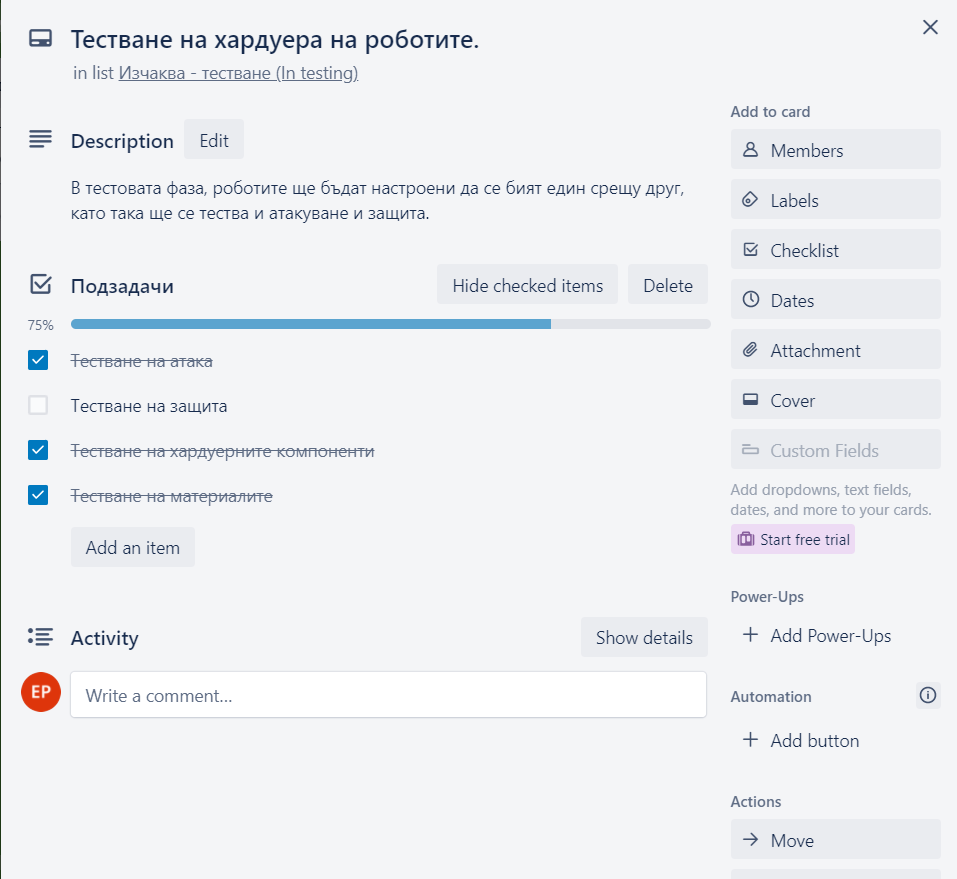 Тестване на хардуера на роботите.
in list Изчаква - тестване (In testing)
Description
Edit
В тестовата фаза, роботите ще бъдат настроени да се бият един срещу друг,
като така ще се тества и атакуване и защита.
Подзадачи
Hide checked items
Delete
75%
Тестване на атака
Тестване на защита
Тестване на хардуерните компоненти
Тестване на материалите
Add an item
Activity
Show details
EP
Write a comment...
Add to card
Members
Labels
Checklist
Dates
Attachment
Cover
Custom Fields
Add dropdowns, text fields,
dates, and more to your cards.
Start free trial
Power-Ups
Add Power-Ups
Automation
Add button
Actions
Move